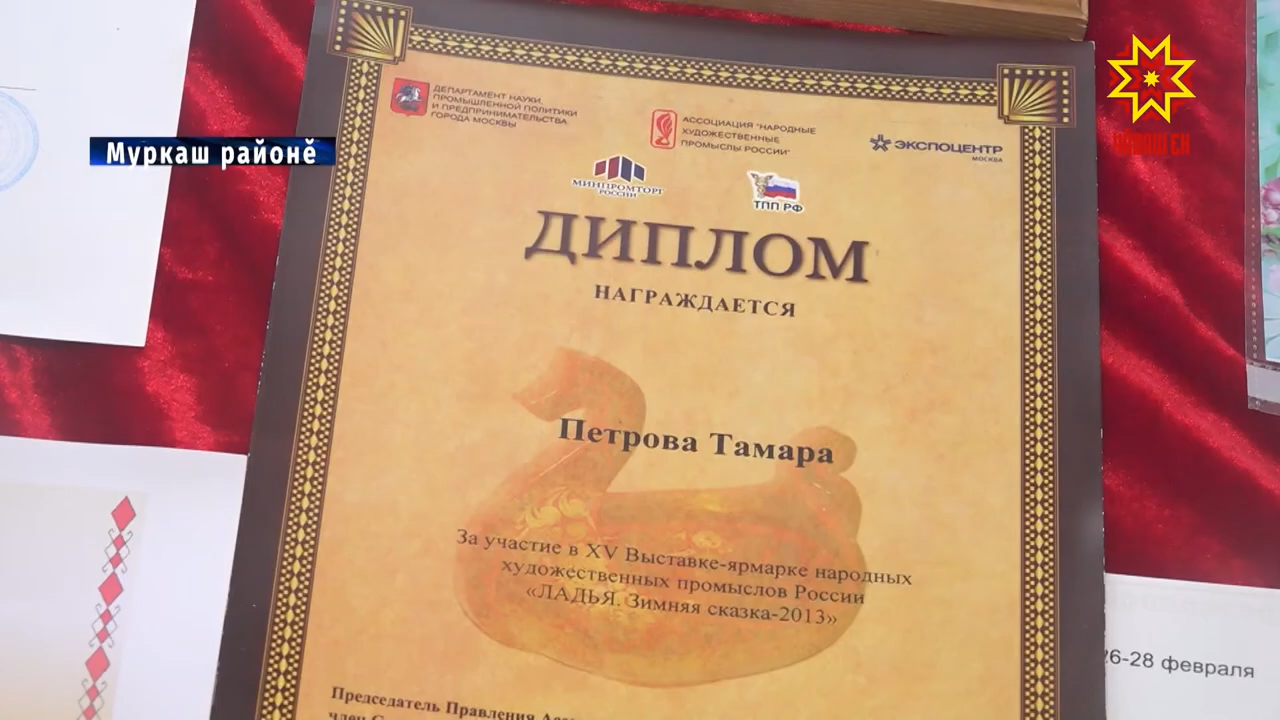 Муркаш районĕ
ДЕПАРТАМЕНТ НАУКИ,
ПРОМЫШЛЕННОЙ ПОЛИТИКИ
И ПРЕДПРИНИМАТЕЛЬСТВА
ГОРОДА МОСКВЫ
АССОЦИАЦИЯ "НАРОДНЫЕ
ХУДОЖЕСТВЕННЫЕ
ПРОМЫСЛЫ РОССИИ"
ЭКСПОЦЕНТР
МОСКВА
МИНПРОМТОРГ
РОССИИ
ТПП РФ
ДИПЛОМ
НАГРАЖДАЕТСЯ
Петрова Тамара
За участие в XV Выставке-ярмарке народных
художественных промыслов России
«ЛАДЬЯ. Зимняя сказка-2013»
Председатель Правления
26-28 февраля